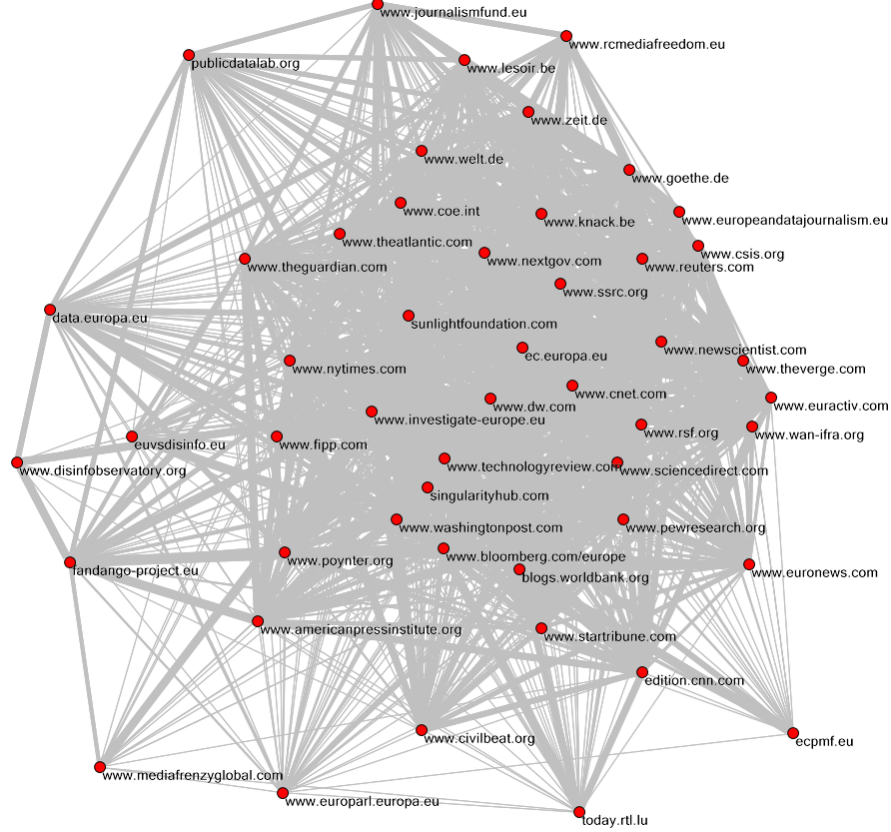 www.journalismfund.eu
www.rcmediafreedom.eu
publicdatalab.org
www.lesoir.be
www.zeit.de
www.welt.de
www.goethe.de
www.coe.int
www.knack.be
www.europeandatajournalism.eu
www.theatlantic.com
www.csis.org
www.nextgov.com
www.theguardian.com
www.reuters.com
www.ssrc.org
data.europa.eu
sunlightfoundation.com
www.newscientist.com
ec.europa.eu
www.nytimes.com
www.theverge.com
www.cnet.com
www.dw.com
www.euractiv.com
www.investigate-europe.eu
www.rsf.org
www.wan-ifra.org
euvsdisinfo.eu
www.fipp.com
www.disinfobservatory.org
www.technologyreview.com
www.sciencedirect.com
singularityhub.com
www.washingtonpost.com
www.pewresearch.org
www.poynter.org
www.bloomberg.com/europe
fandango-project.eu
blogs.worldbank.org
www.euronews.com
www.americanpressinstitute.org
www.startribune.com
edition.cnn.com
www.civilbeat.org
ecpmf.eu
www.mediafrenzyglobal.com
www.europarl.europa.eu
today.rtl.lu